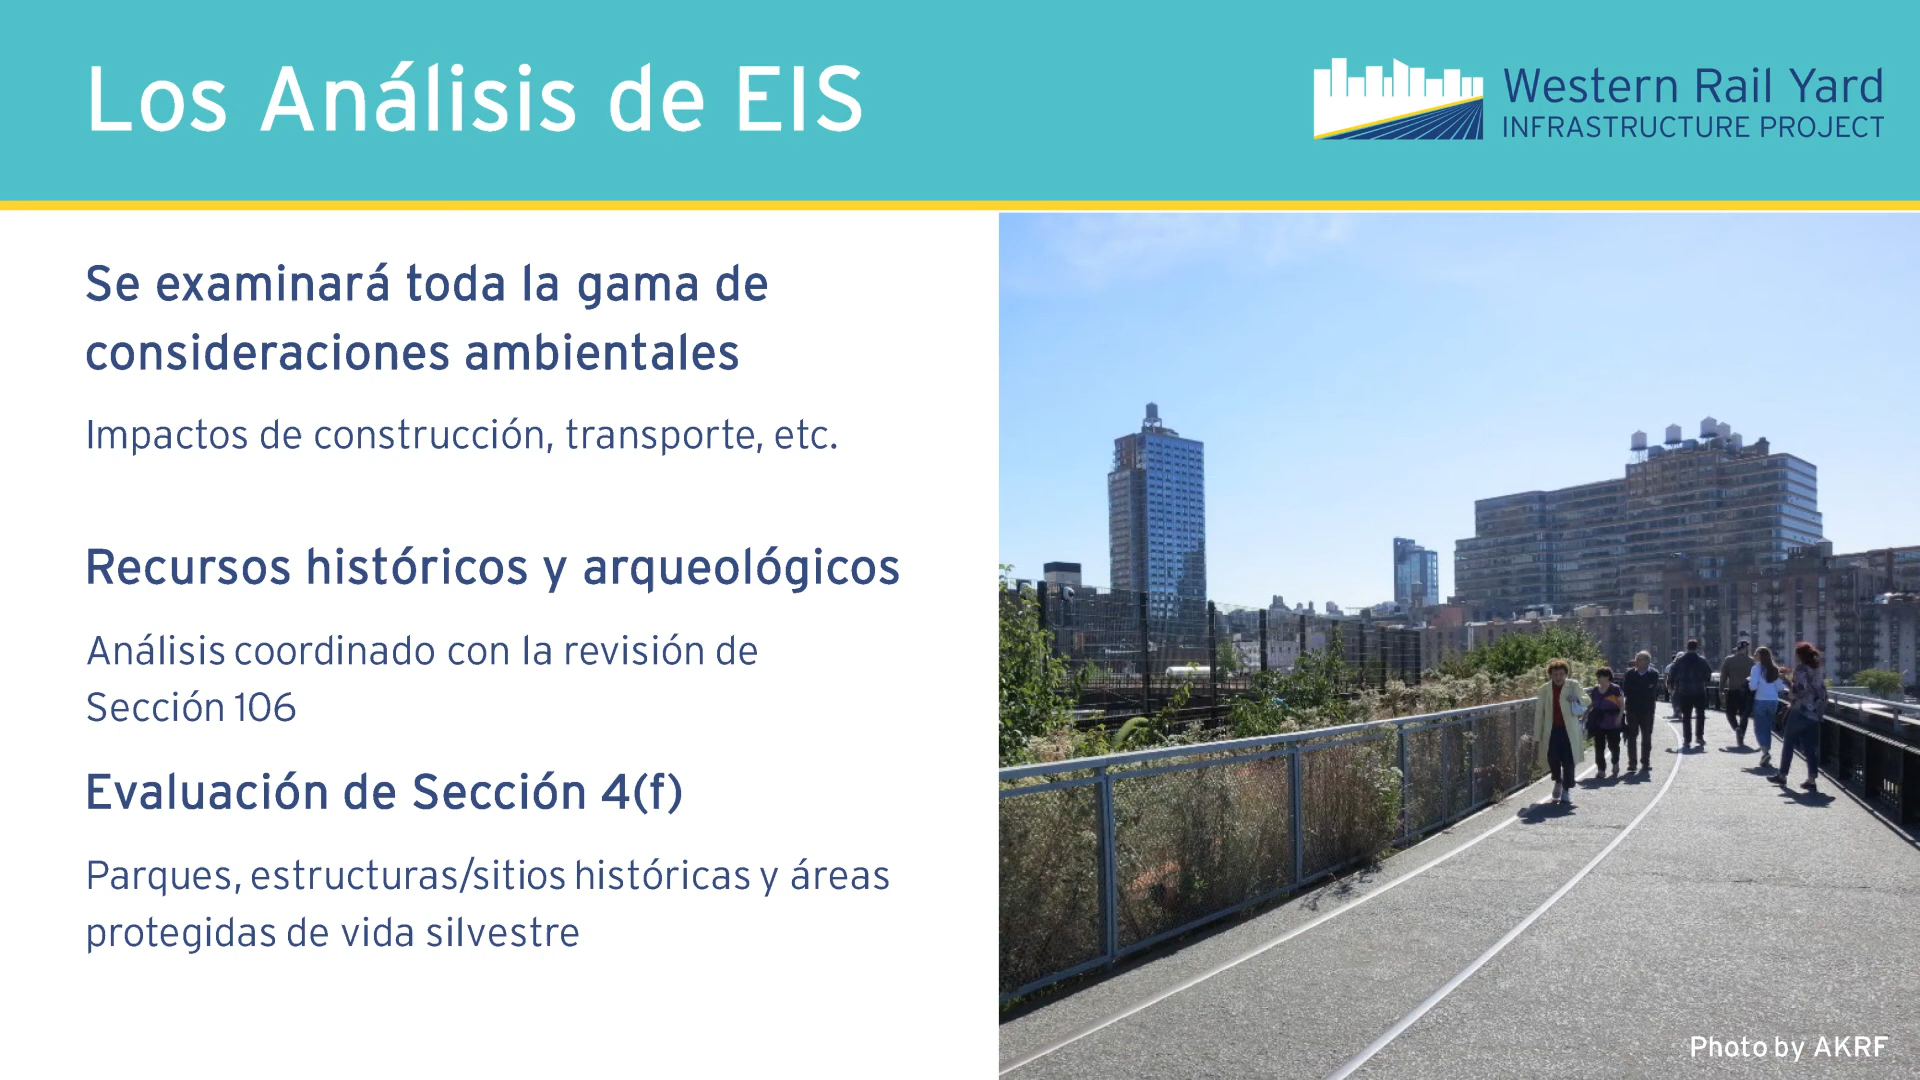 Los Análisis de EIS
Western Rail Yard
INFRASTRUCTURE PROJECT
Se examinará toda la gama de
consideraciones ambientales
Impactos de construcción, transporte, etc.
Recursos históricos y arqueológicos
Análisis coordinado con la revisión de
Sección 106
Evaluación de Sección 4(f)
Parques, estructuras/sitios históricas y áreas
protegidas de vida silvestre
Photo by AKRF